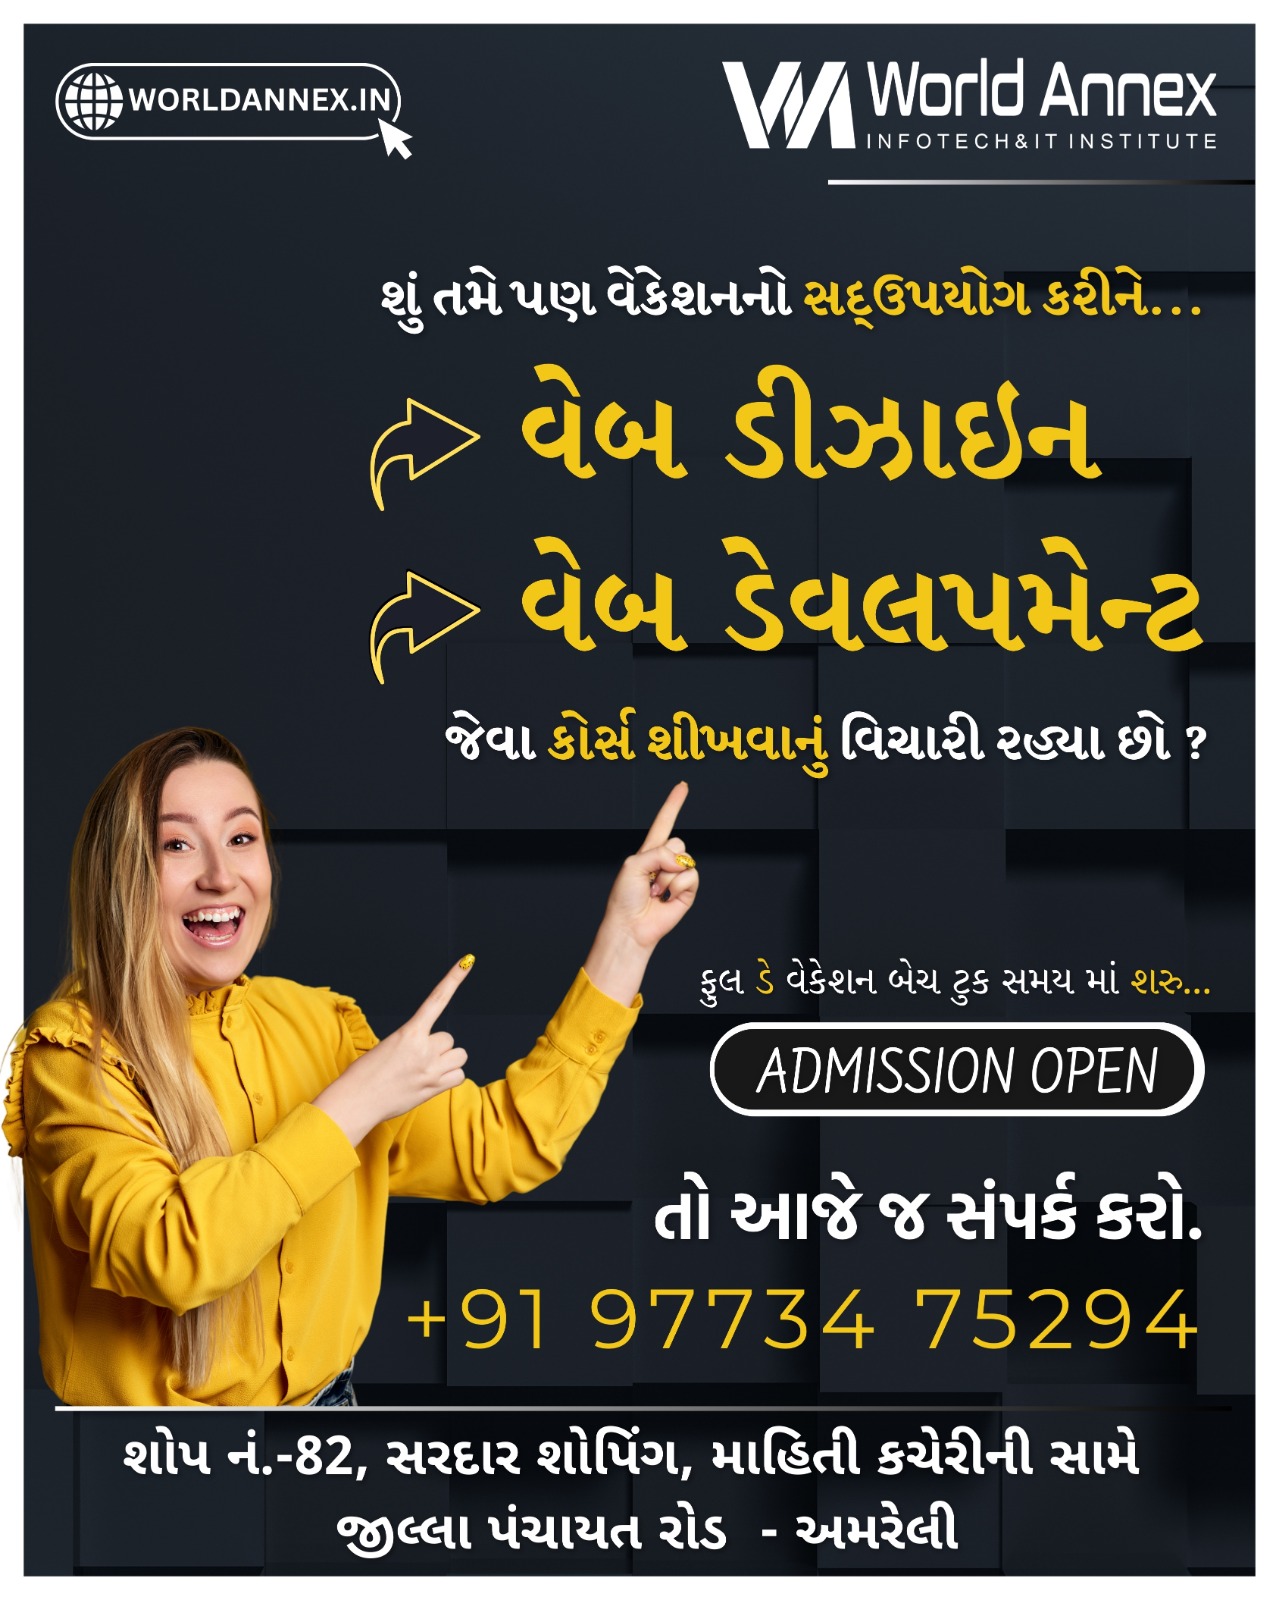 WORLDANNEX.IN
World Annex
INFOTECH&IT INSTITUTE
શું તમે પણ વેકેશનનો સદ્ઉપયોગ કરીને...
વેબ ડીઝાઇન
વેબ ડેવલપમેન્ટ
જેવા કોર્સ શીખવાનું વિચારી રહ્યા છો ?
ફુલ ડે વેકેશન બેચ ટુક સમય માં શરુ...
ADMISSION OPEN
તો આજે જ સંપર્ક કરો.
+91 97734 75294
શોપ નં.-82, સરદાર શોપિંગ, માહિતી કચેરીની સામે
જીલ્લા પંચાયત રોડ - અમરેલી